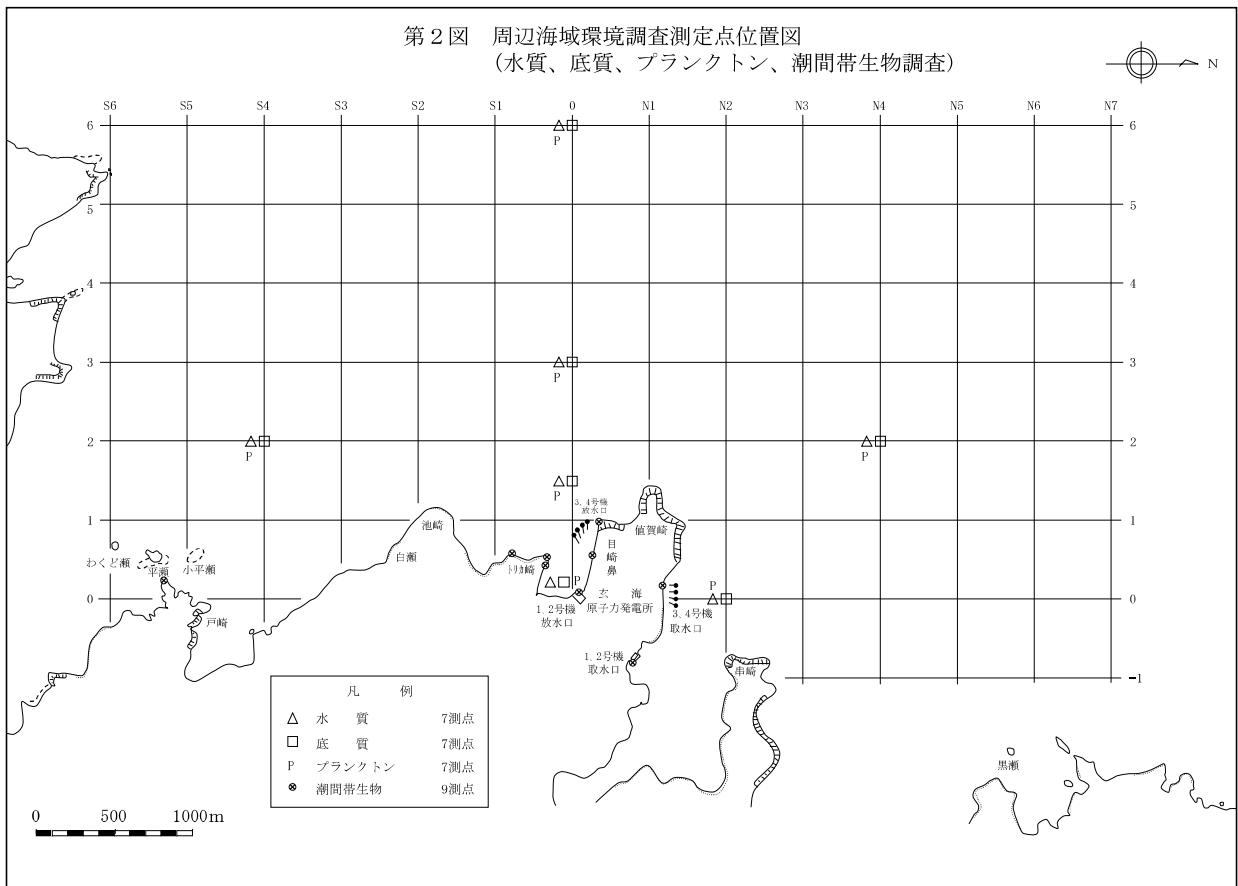 第2図 周辺海域環境調査測定点位置図
(水質、底質、プランクトン、潮間帯生物調査)
N
S6 S5 S4 S3 S2 S1 0 N1 N2 N3 N4 N5 N6 N7
6 6
P
5 5
4 4
3 3
P
2 2
P P
P
3, 4号機
放水口
1 1
池崎
値賀崎
白瀬
目崎鼻
わくど瀬
平瀬
小平瀬
トリカ崎
P
P
0 0
玄海
原子力発電所
1, 2号機
放水口
3, 4号機
取水口
戸崎
1, 2号機
取水口
串崎
-1
凡 例
△ 水 質 7測点
□ 底 質 7測点
P プランクトン 7測点
⊗ 潮間帯生物 9測点
黒瀬
0 500 1000m